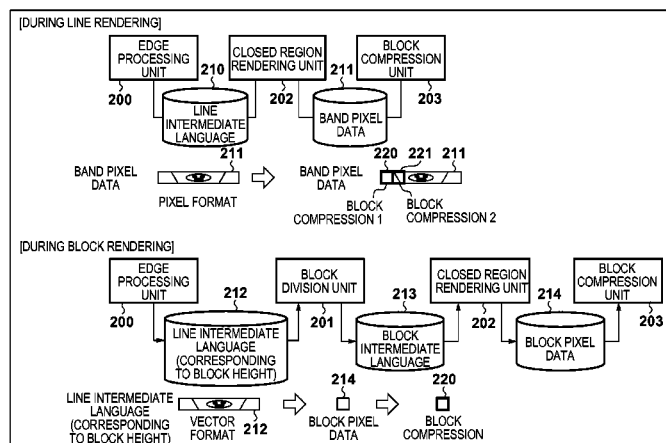 [DURING LINE RENDERING]
EDGE
PROCESSING
UNIT
200
210
LINE
INTERMEDIATE
LANGUAGE
CLOSED REGION
RENDERING UNIT
202
211
BAND PIXEL
DATA
BLOCK
COMPRESSION
UNIT
203
BAND PIXEL
DATA
211
PIXEL FORMAT
BAND PIXEL
DATA
220 221
211
BLOCK
COMPRESSION 1
BLOCK
COMPRESSION 2
[DURING BLOCK RENDERING]
EDGE
PROCESSING
UNIT
200
212
LINE INTERMEDIATE
LANGUAGE
(CORRESPONDING
TO BLOCK HEIGHT)
BLOCK
DIVISION UNIT
201
213
BLOCK
INTERMEDIATE
LANGUAGE
CLOSED REGION
RENDERING UNIT
202
214
BLOCK PIXEL
DATA
BLOCK
COMPRESSION
UNIT
203
LINE INTERMEDIATE
LANGUAGE
(CORRESPONDING
TO BLOCK HEIGHT)
VECTOR
FORMAT
212
214
BLOCK PIXEL
DATA
220
BLOCK
COMPRESSION